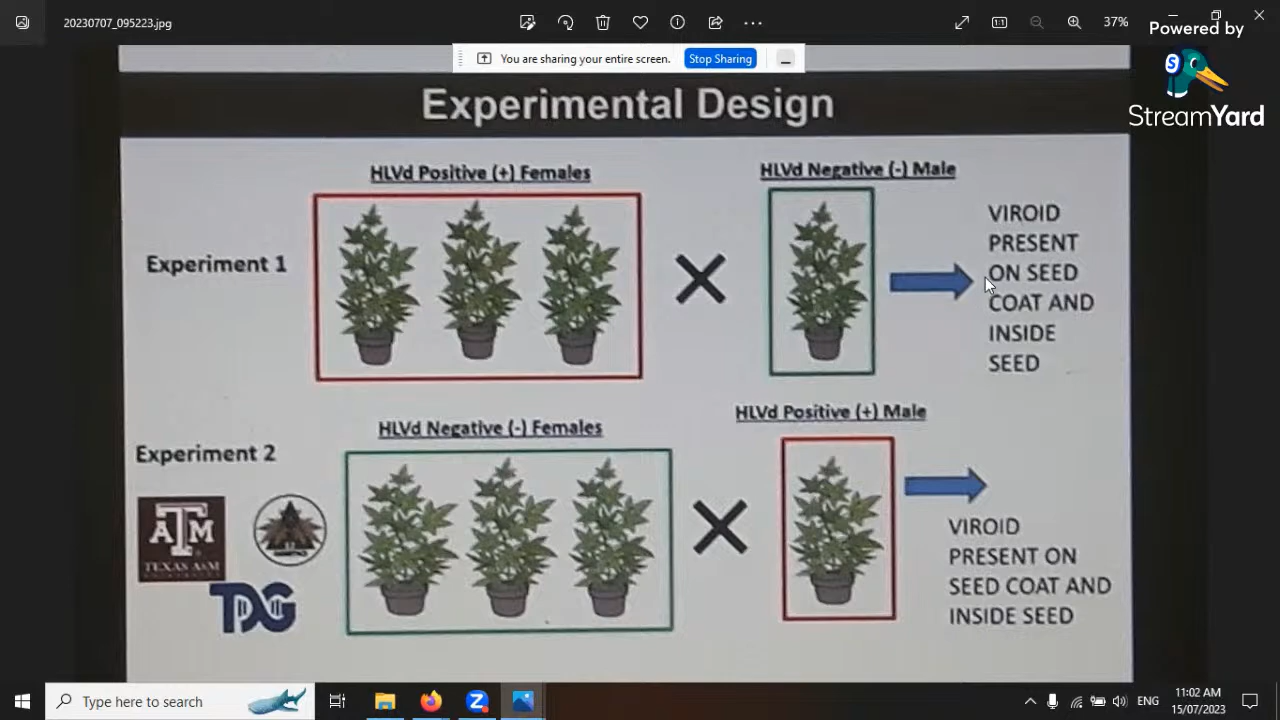 20230707_095223.jpg
37%
Powered by
StreamYard
You are sharing your entire screen.
Stop Sharing
Experimental Design
HLVd Positive (+) Females
HLVd Negative (-) Male
Experiment 1
VIROID
PRESENT
ON SEED
COAT AND
INSIDE
SEED
HLVd Negative (-) Females
HLVd Positive (+) Male
Experiment 2
VIROID
PRESENT ON
SEED COAT AND
INSIDE SEED
ATM
TEXAS A&M
TDG
Type here to search
ENG
11:02 AM
15/07/2023